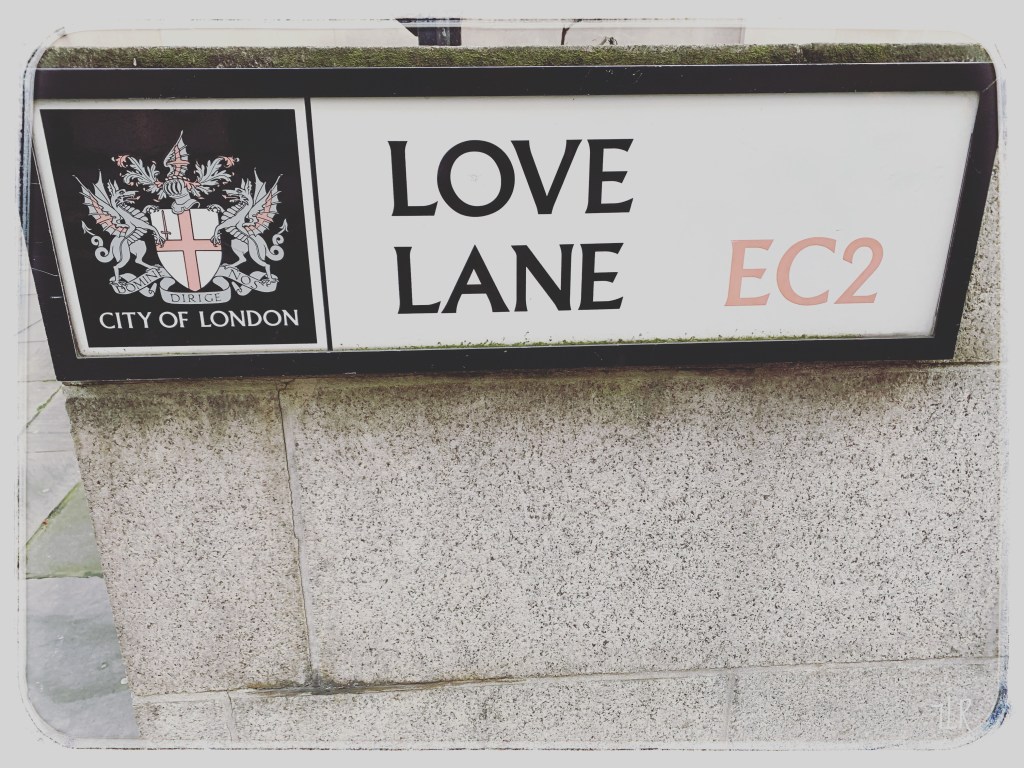 LOVE
LANE
EC2
DOMINE DIRIGE NOS
CITY OF LONDON